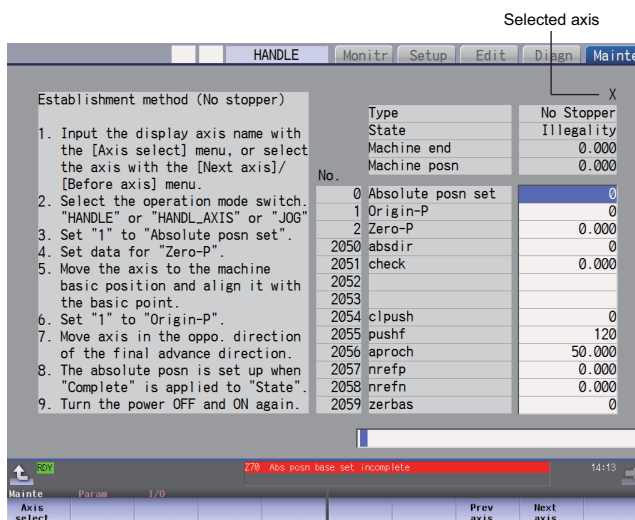 Selected axis
HANDLE Monitr Setup Edit Diagn Mainte
X
Establishment method (No stopper)
1. Input the display axis name with
the [Axis select] menu, or select
the axis with the [Next axis]/
[Before axis] menu.
2. Select the operation mode switch.
"HANDLE" or "HANDL_AXIS" or "JOG"
3. Set "1" to "Absolute posn set".
4. Set data for "Zero-P".
5. Move the axis to the machine
basic position and align it with
the basic point.
6. Set "1" to "Origin-P".
7. Move axis in the oppo. direction
of the final advance direction.
8. The absolute posn is set up when
"Complete" is applied to "State".
9. Turn the power OFF and ON again.
Type No Stopper
State Illegality
Machine end 0.000
Machine posn 0.000
No.
0 Absolute posn set 0
1 Origin-P 0
2 Zero-P 0.000
2050 absdir 0
2051 check 0.000
2052
2053
2054 clpush 0
2055 pushf 120
2056 aproch 50.000
2057 nrefp 0.000
2058 nrefn 0.000
2059 zerbas 0
RDY Z70 Abs posn base set incomplete 14:13
Mainte Param I/O
Axis select Prev axis Next axis